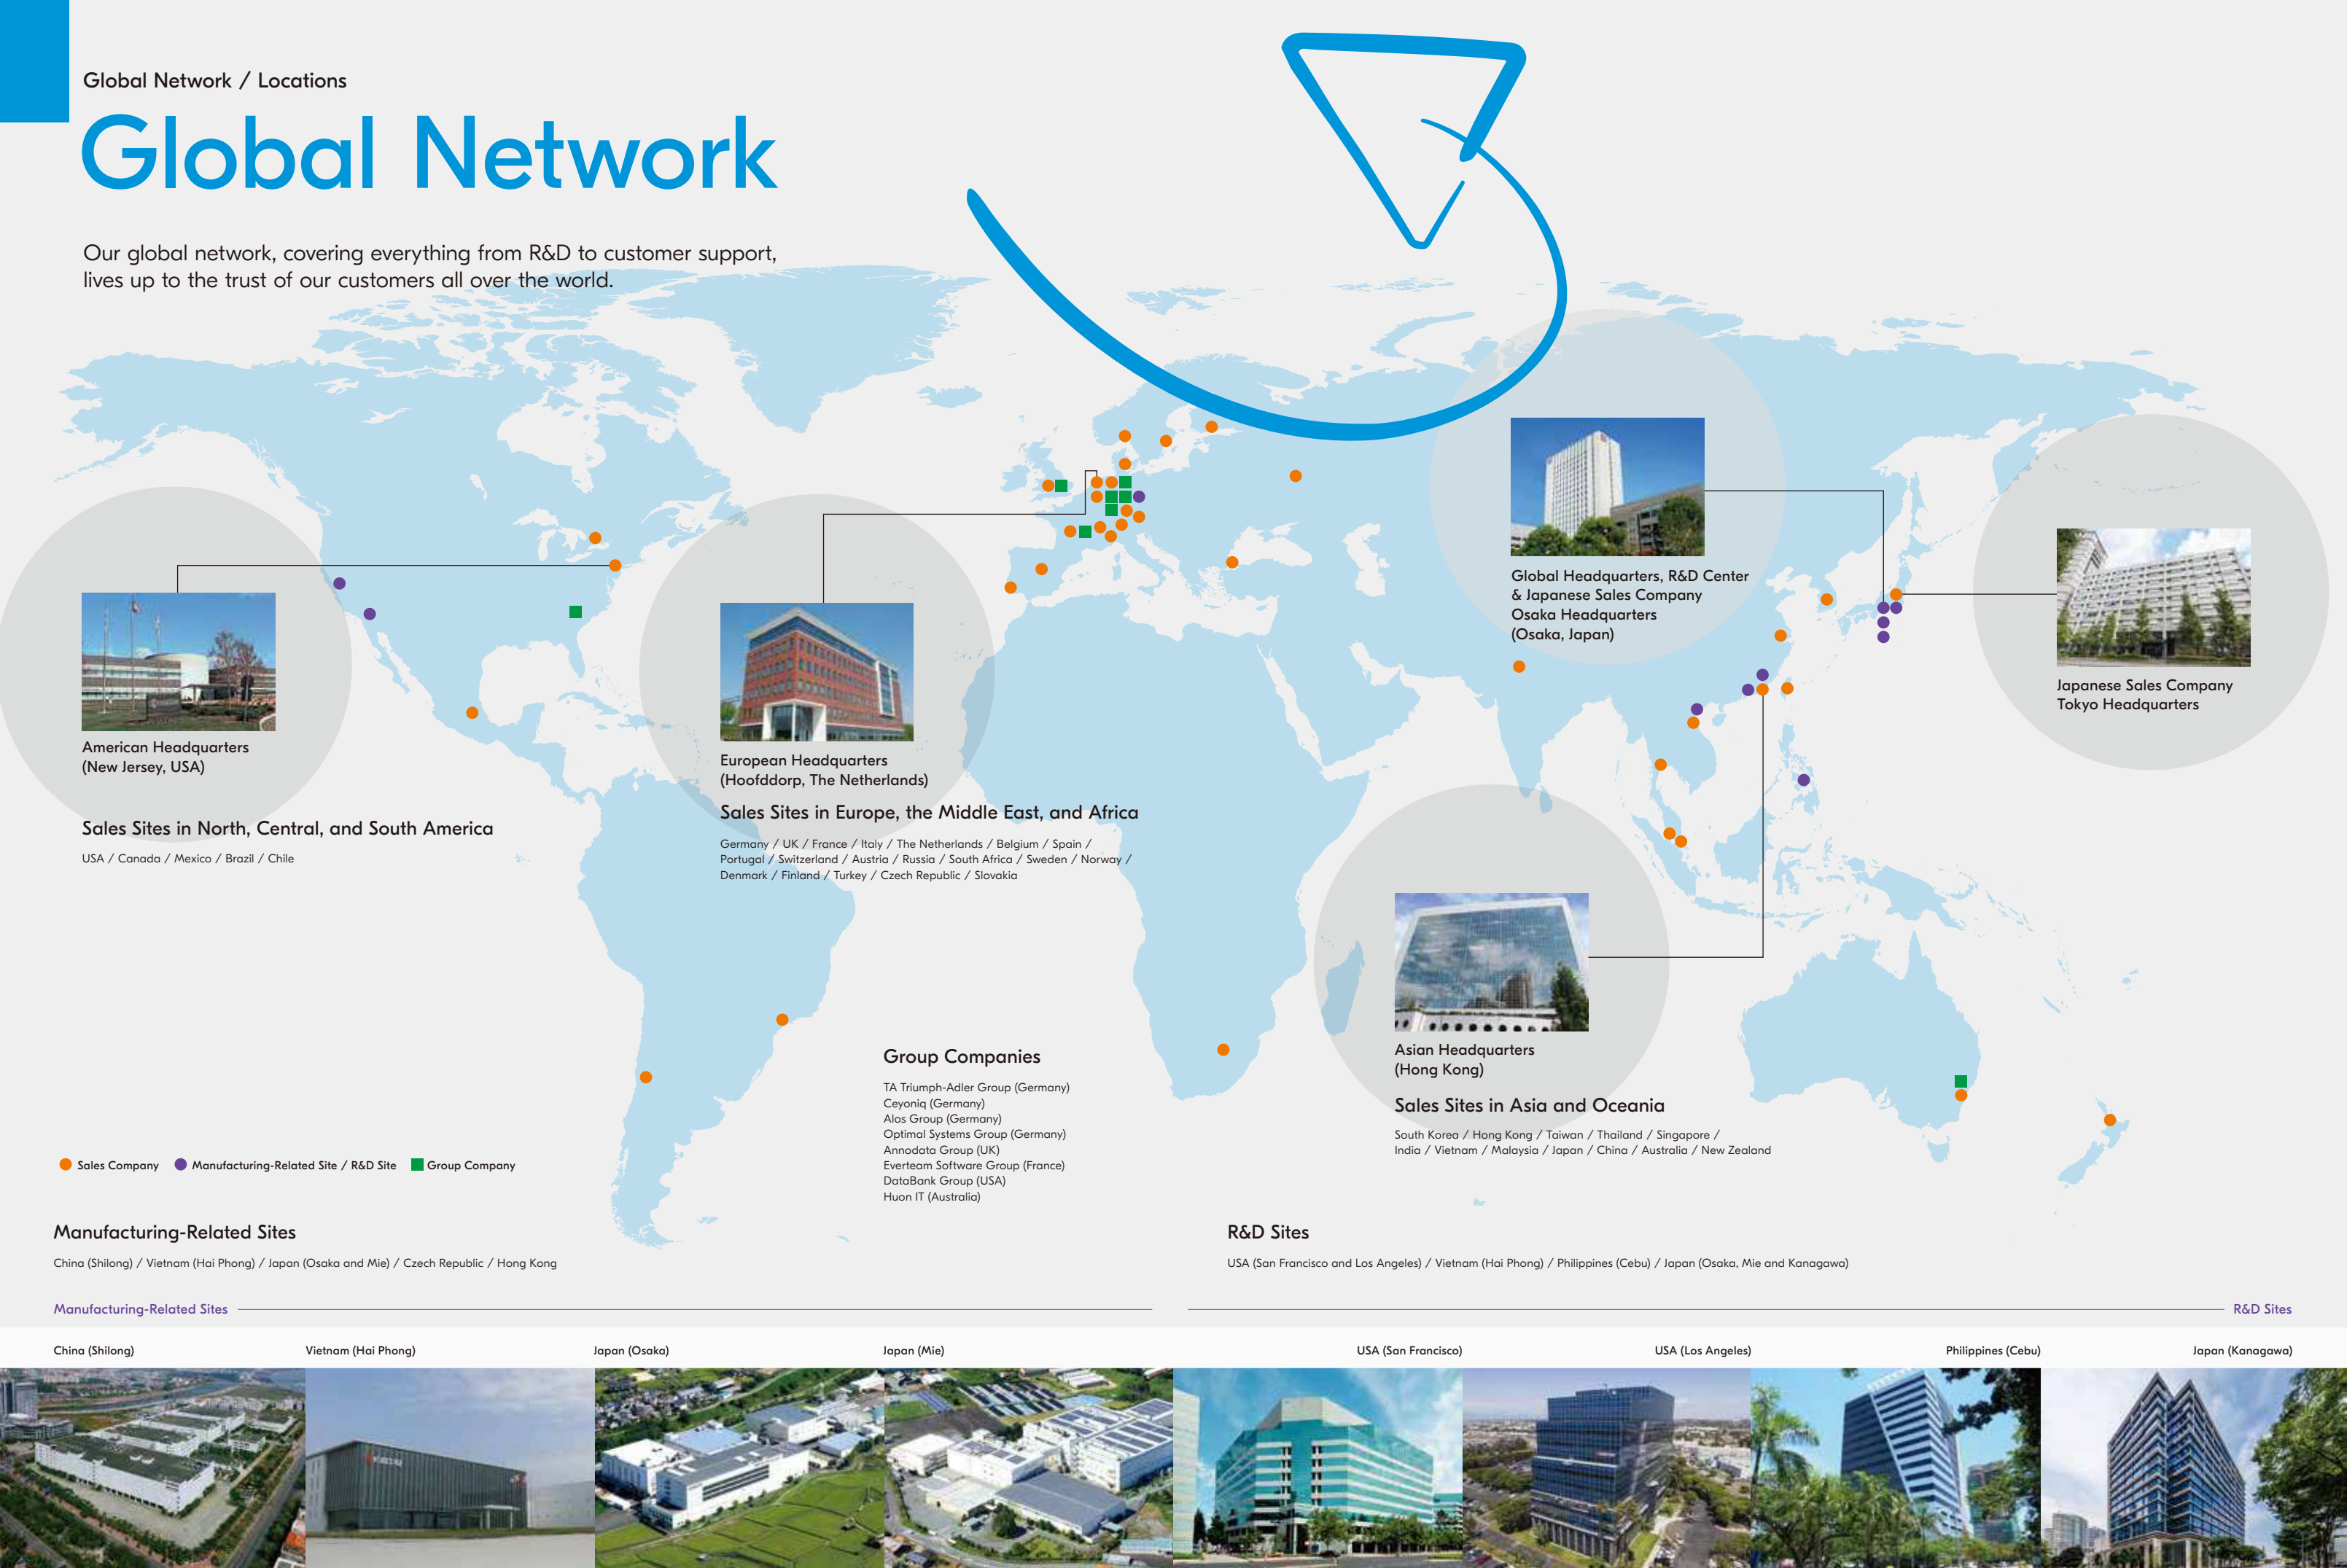 Global Network / Locations
Global Network
Our global network, covering everything from R&D to customer support,
lives up to the trust of our customers all over the world.
American Headquarters
(New Jersey, USA)
Sales Sites in North, Central, and South America
USA / Canada / Mexico / Brazil / Chile
European Headquarters
(Hoofddorp, The Netherlands)
Sales Sites in Europe, the Middle East, and Africa
Germany / UK / France / Italy / The Netherlands / Belgium / Spain /
Portugal / Switzerland / Austria / Russia / South Africa / Sweden / Norway /
Denmark / Finland / Turkey / Czech Republic / Slovakia
Global Headquarters, R&D Center
& Japanese Sales Company
Osaka Headquarters
(Osaka, Japan)
Japanese Sales Company
Tokyo Headquarters
Asian Headquarters
(Hong Kong)
Sales Sites in Asia and Oceania
South Korea / Hong Kong / Taiwan / Thailand / Singapore /
India / Vietnam / Malaysia / Japan / China / Australia / New Zealand
Group Companies
TA Triumph-Adler Group (Germany)
Ceyoniq (Germany)
Alos Group (Germany)
Optimal Systems Group (Germany)
Annodata Group (UK)
Everteam Software Group (France)
DataBank Group (USA)
Huon IT (Australia)
Sales Company Manufacturing-Related Site / R&D Site Group Company
Manufacturing-Related Sites
China (Shilong) / Vietnam (Hai Phong) / Japan (Osaka and Mie) / Czech Republic / Hong Kong
R&D Sites
USA (San Francisco and Los Angeles) / Vietnam (Hai Phong) / Philippines (Cebu) / Japan (Osaka, Mie and Kanagawa)
Manufacturing-Related Sites
R&D Sites
China (Shilong)
Vietnam (Hai Phong)
Japan (Osaka)
Japan (Mie)
USA (San Francisco)
USA (Los Angeles)
Philippines (Cebu)
Japan (Kanagawa)